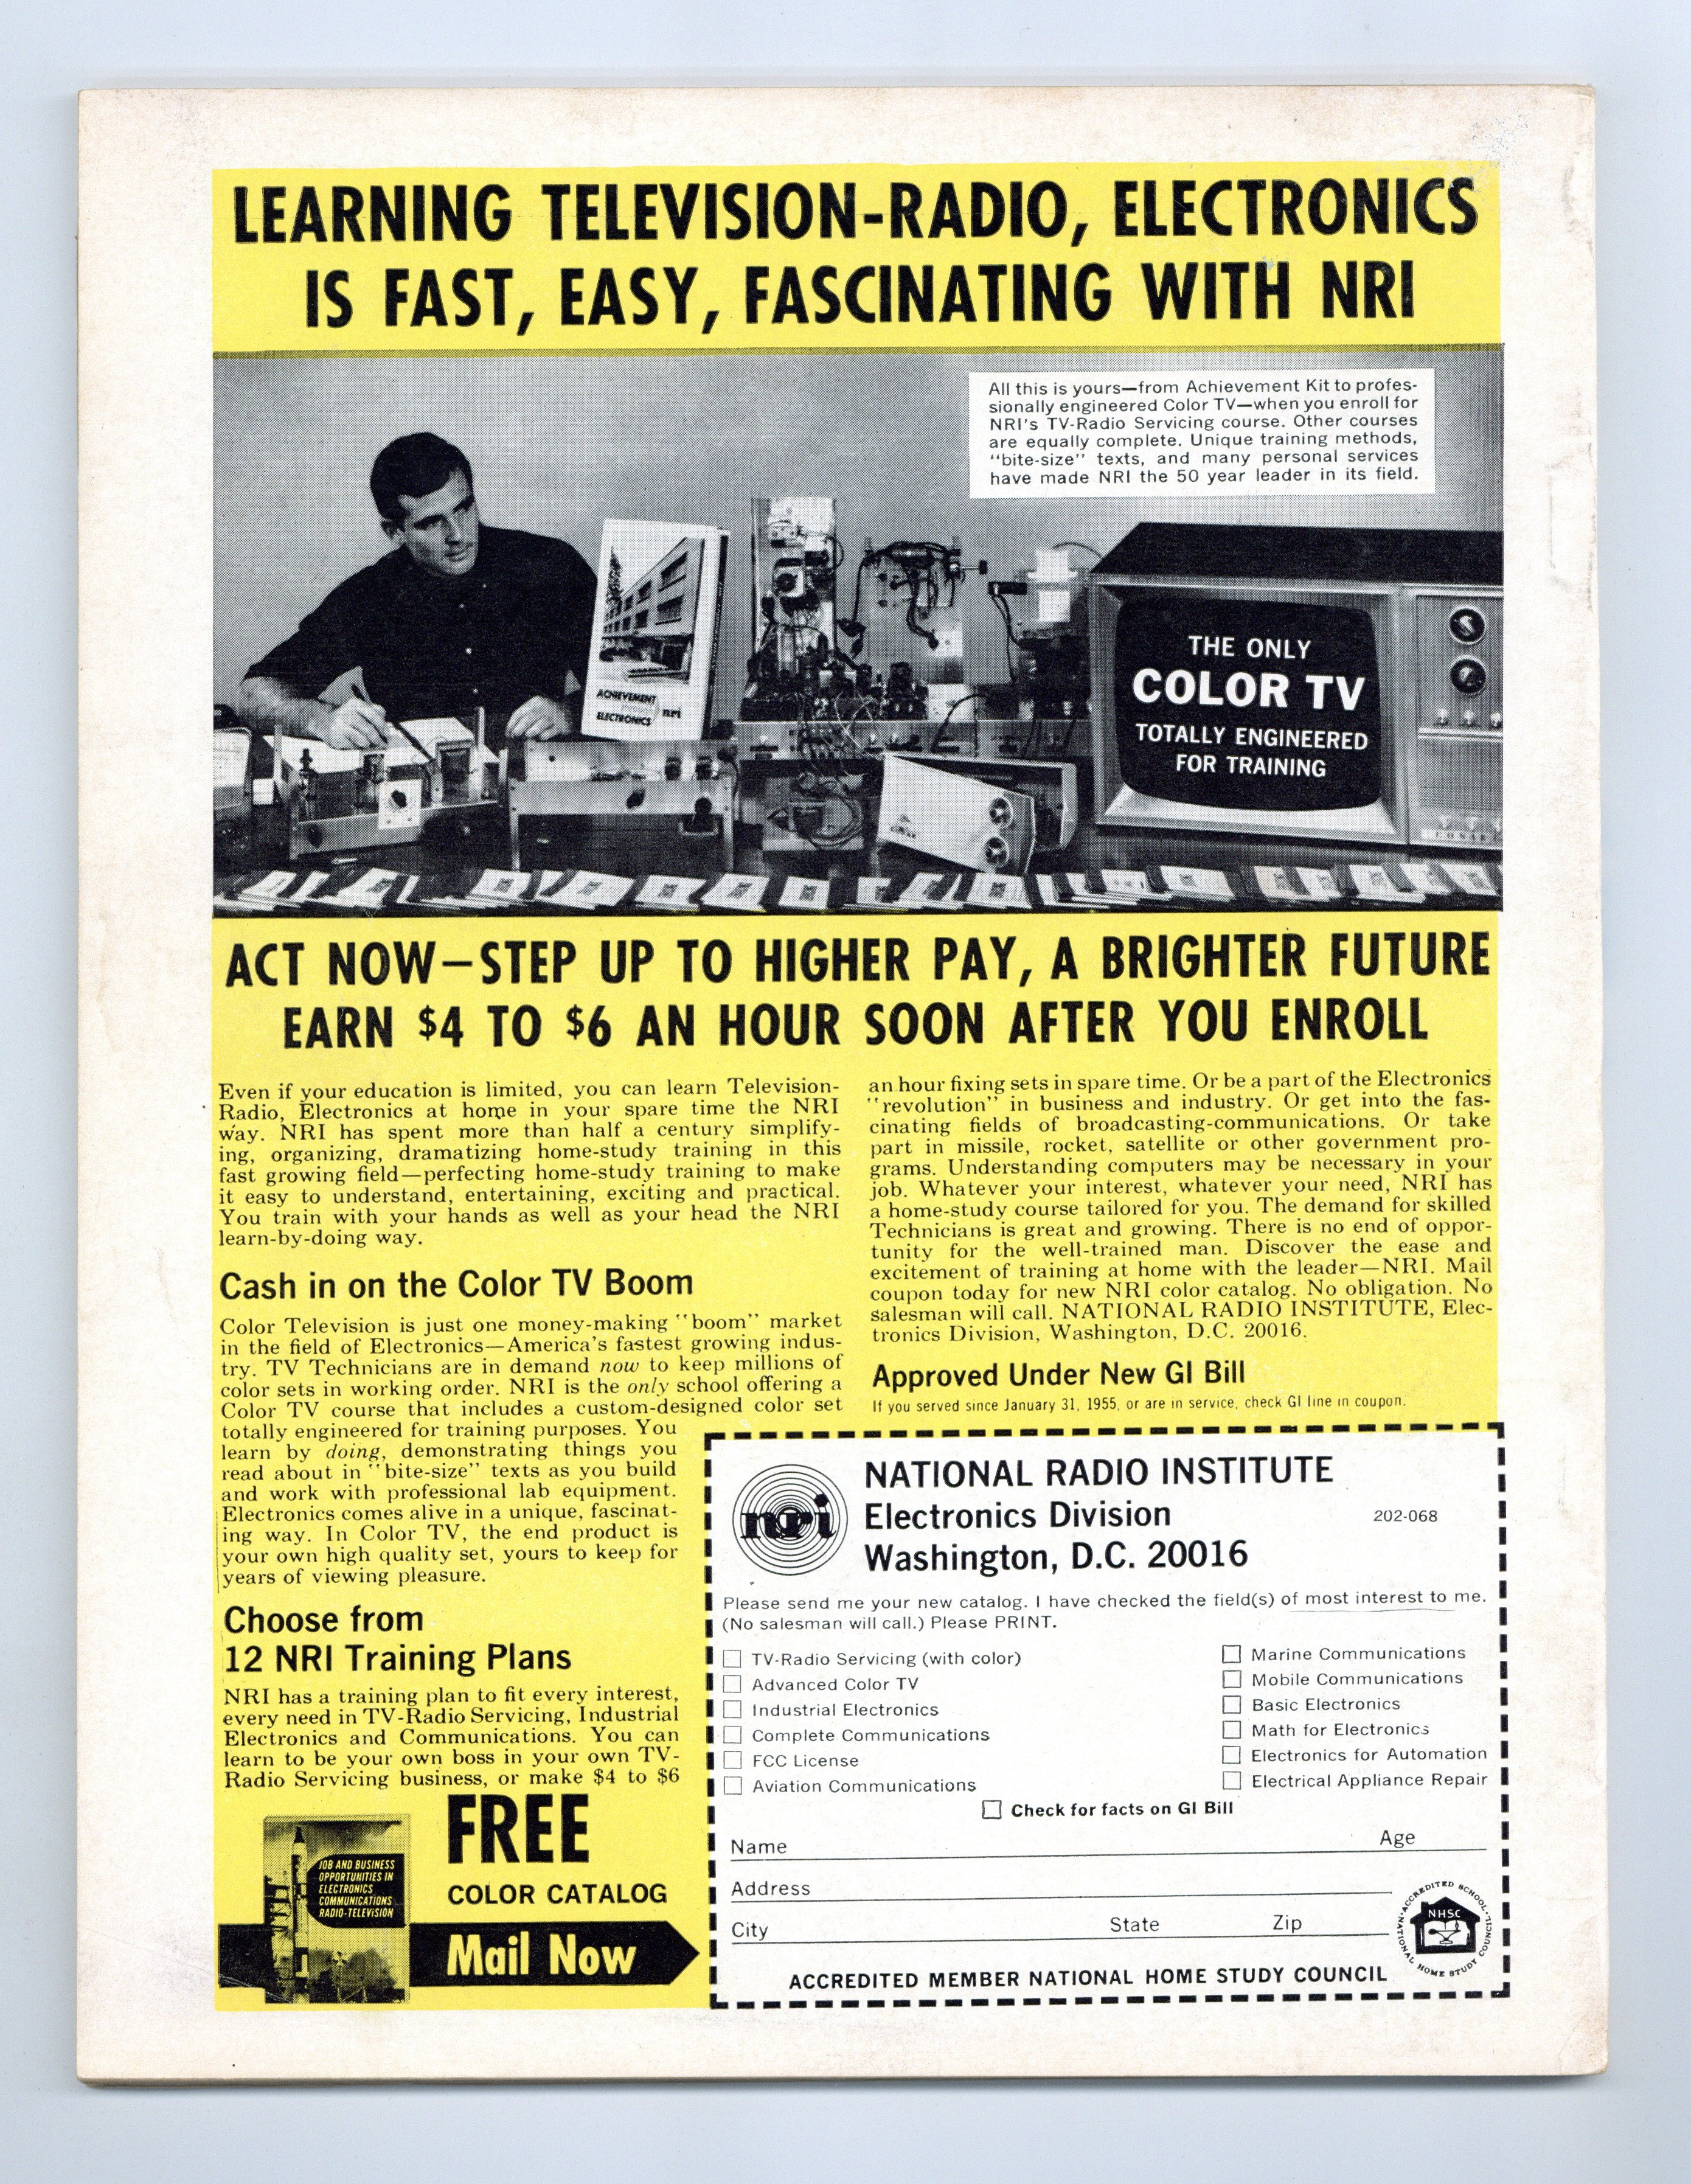 LEARNING TELEVISION-RADIO, ELECTRONICS
IS FAST, EASY, FASCINATING WITH NRI
All this is yours—from Achievement Kit to profes-
sionally engineered Color TV—when you enroll for
NRI's TV-Radio Servicing course. Other courses
are equally complete. Unique training methods,
"bite-size" texts, and many personal services
have made NRI the 50 year leader in its field.
ACHIEVEMENT
through
ELECTRONICS
nri
THE ONLY
COLOR TV
TOTALLY ENGINEERED
FOR TRAINING
CONAR
CONAR
ACT NOW—STEP UP TO HIGHER PAY, A BRIGHTER FUTURE
EARN $4 TO $6 AN HOUR SOON AFTER YOU ENROLL
Even if your education is limited, you can learn Television-
Radio, Electronics at home in your spare time the NRI
way. NRI has spent more than half a century simplify-
ing, organizing, dramatizing home-study training in this
fast growing field—perfecting home-study training to make
it easy to understand, entertaining, exciting and practical.
You train with your hands as well as your head the NRI
learn-by-doing way.
Cash in on the Color TV Boom
Color Television is just one money-making "boom" market
in the field of Electronics—America's fastest growing indus-
try. TV Technicians are in demand now to keep millions of
color sets in working order. NRI is the only school offering a
Color TV course that includes a custom-designed color set
totally engineered for training purposes. You
learn by doing, demonstrating things you
read about in "bite-size" texts as you build
and work with professional lab equipment.
Electronics comes alive in a unique, fascinat-
ing way. In Color TV, the end product is
your own high quality set, yours to keep for
years of viewing pleasure.
Choose from
12 NRI Training Plans
NRI has a training plan to fit every interest,
every need in TV-Radio Servicing, Industrial
Electronics and Communications. You can
learn to be your own boss in your own TV-
Radio Servicing business, or make $4 to $6
an hour fixing sets in spare time. Or be a part of the Electronics
"revolution" in business and industry. Or get into the fas-
cinating fields of broadcasting-communications. Or take
part in missile, rocket, satellite or other government pro-
grams. Understanding computers may be necessary in your
job. Whatever your interest, whatever your need, NRI has
a home-study course tailored for you. The demand for skilled
Technicians is great and growing. There is no end of oppor-
tunity for the well-trained man. Discover the ease and
excitement of training at home with the leader—NRI. Mail
coupon today for new NRI color catalog. No obligation. No
salesman will call. NATIONAL RADIO INSTITUTE, Elec-
tronics Division, Washington, D.C. 20016.
Approved Under New GI Bill
If you served since January 31, 1955, or are in service, check GI line in coupon.
JOB AND BUSINESS
OPPORTUNITIES IN
ELECTRONICS
COMMUNICATIONS
RADIO-TELEVISION
FREE
COLOR CATALOG
Mail Now
nri
NATIONAL RADIO INSTITUTE
Electronics Division
202-068
Washington, D.C. 20016
Please send me your new catalog. I have checked the field(s) of most interest to me.
(No salesman will call.) Please PRINT.
TV-Radio Servicing (with color)
Advanced Color TV
Industrial Electronics
Complete Communications
FCC License
Aviation Communications
Marine Communications
Mobile Communications
Basic Electronics
Math for Electronics
Electronics for Automation
Electrical Appliance Repair
Check for facts on GI Bill
Name Age
Address
City State Zip
ACCREDITED MEMBER NATIONAL HOME STUDY COUNCIL
ACCREDITED SCHOOL
NATIONAL HOME STUDY COUNCIL
NHSC